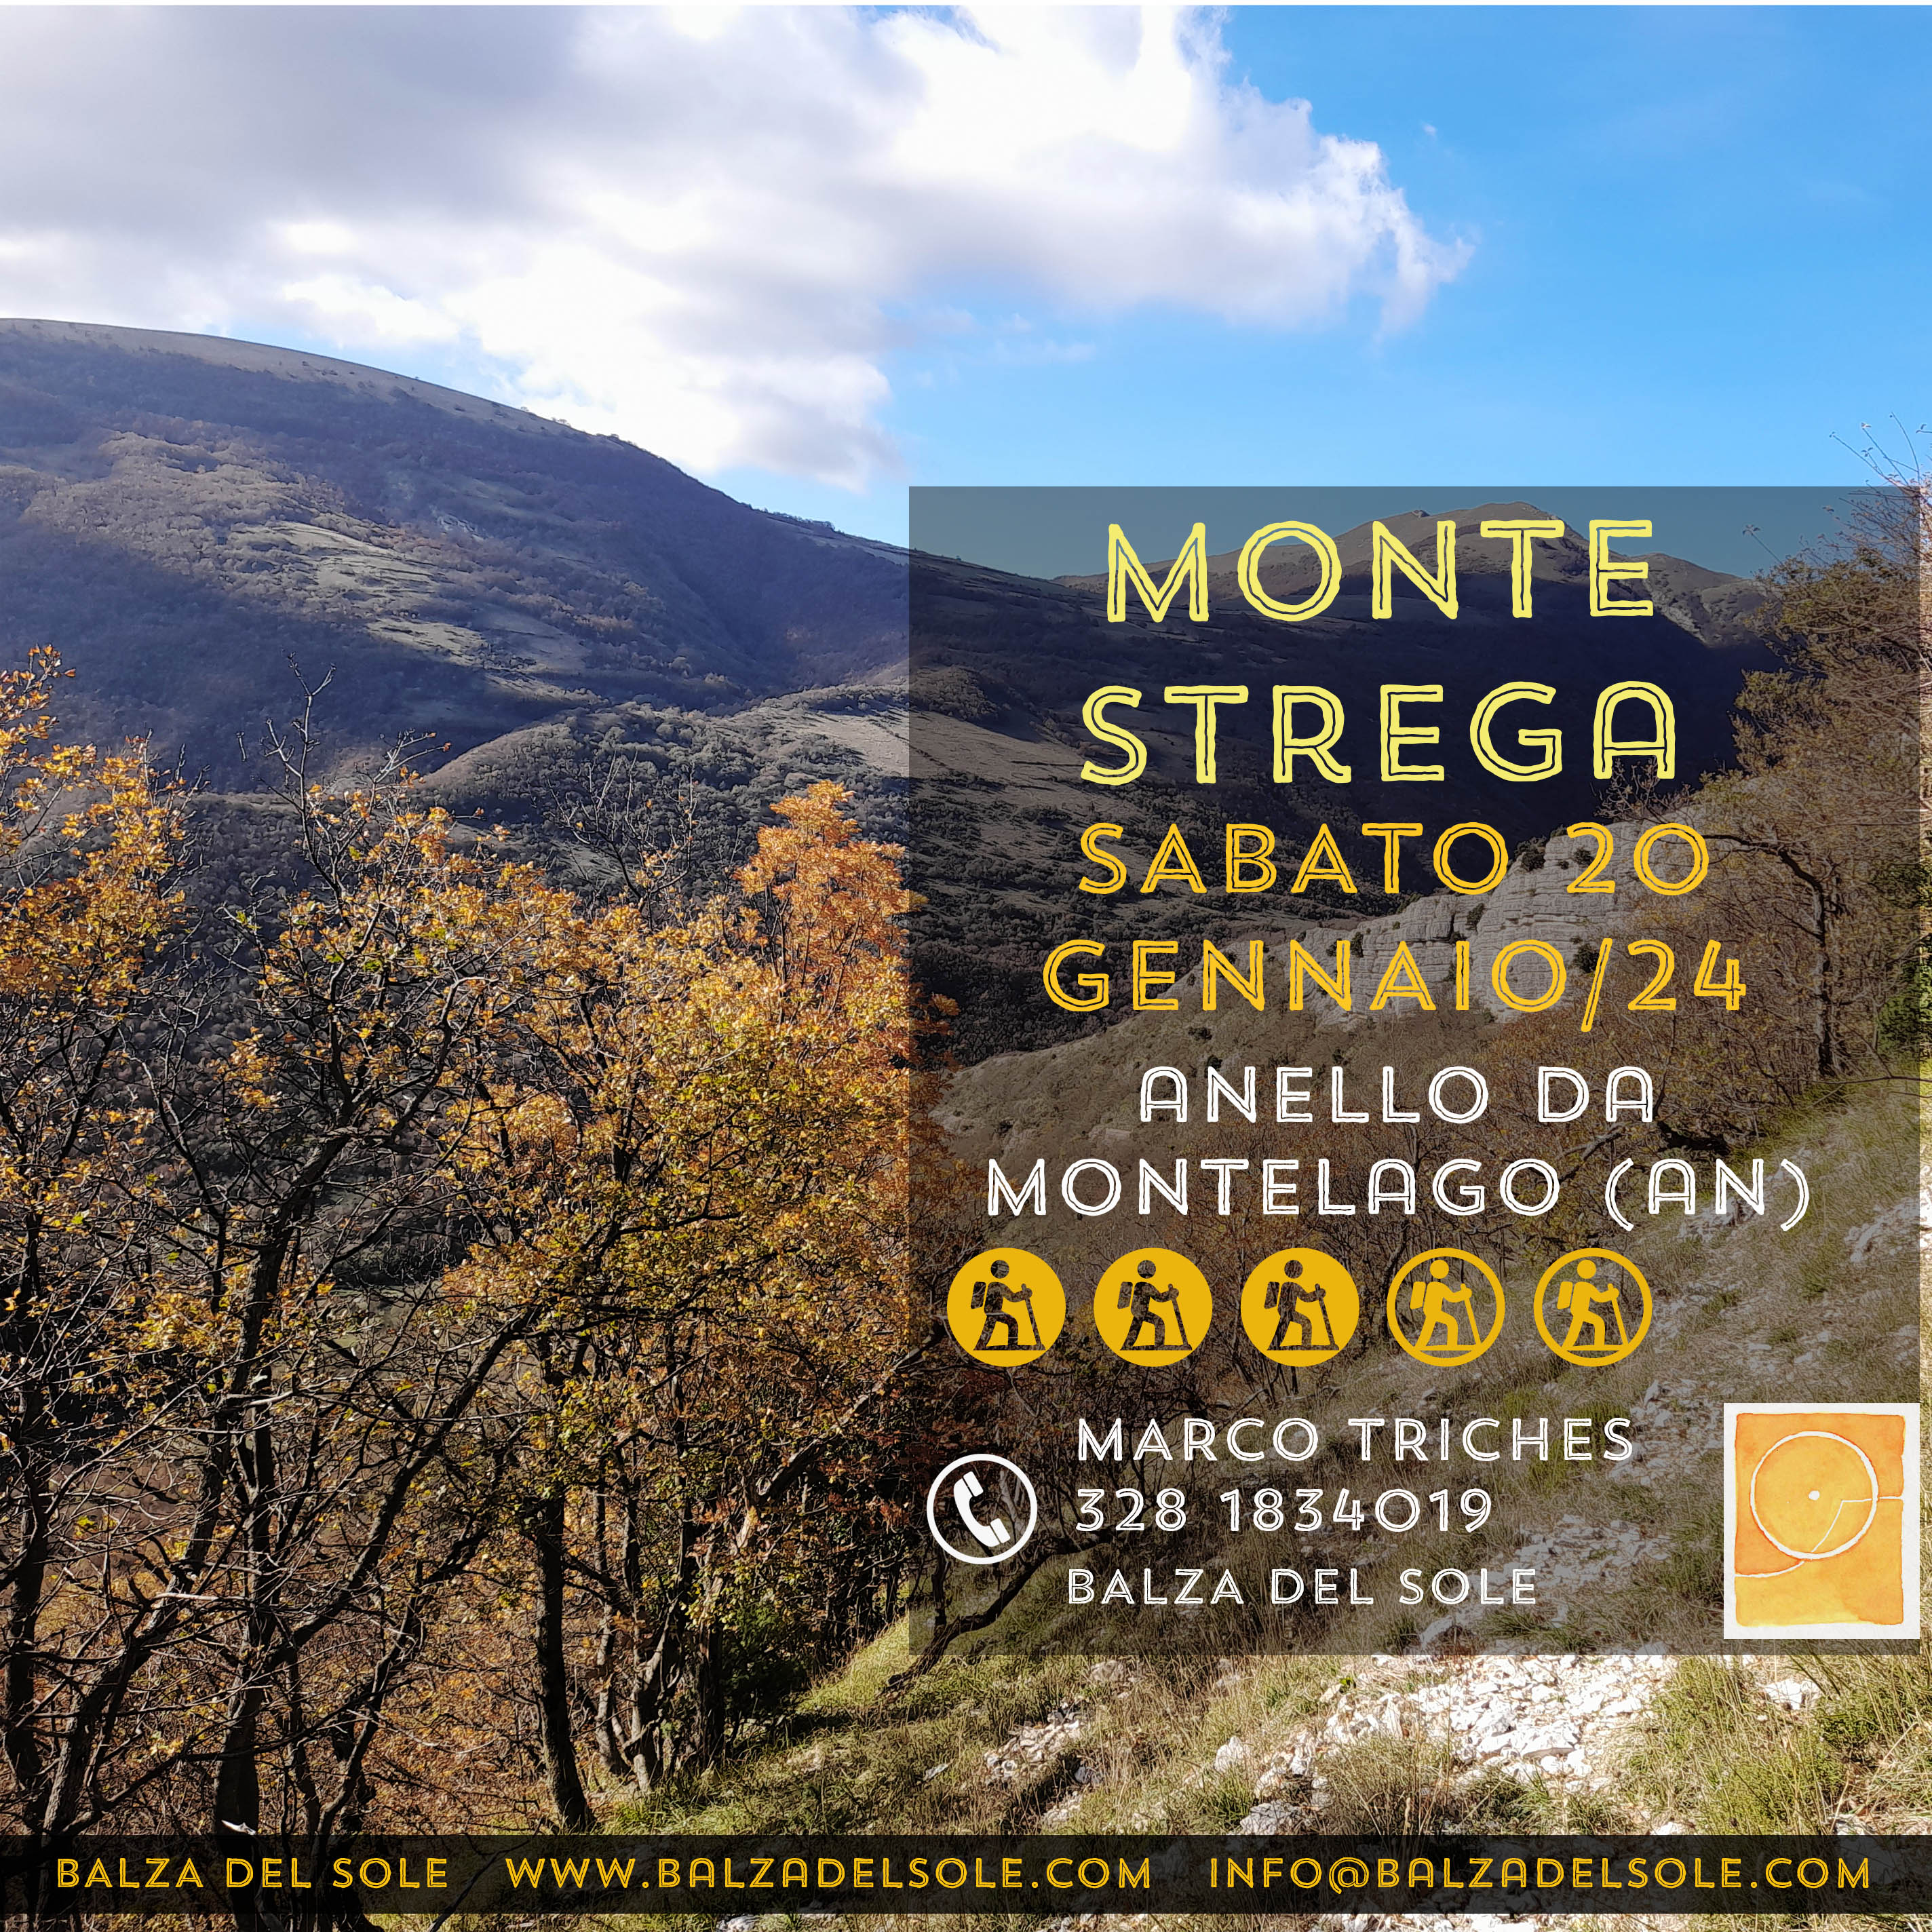 MONTE
STREGA
SABATO 20
GENNAIO/24
ANELLO DA
MONTELAGO (AN)
MARCO TRICHES
328 1834019
BALZA DEL SOLE
BALZA DEL SOLE WWW.BALZADELSOLE.COM INFO@BALZADELSOLE.COM